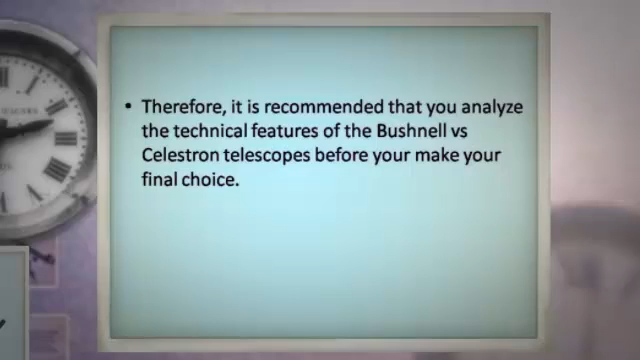 • Therefore, it is recommended that you analyze
the technical features of the Bushnell vs
Celestron telescopes before your make your
final choice.